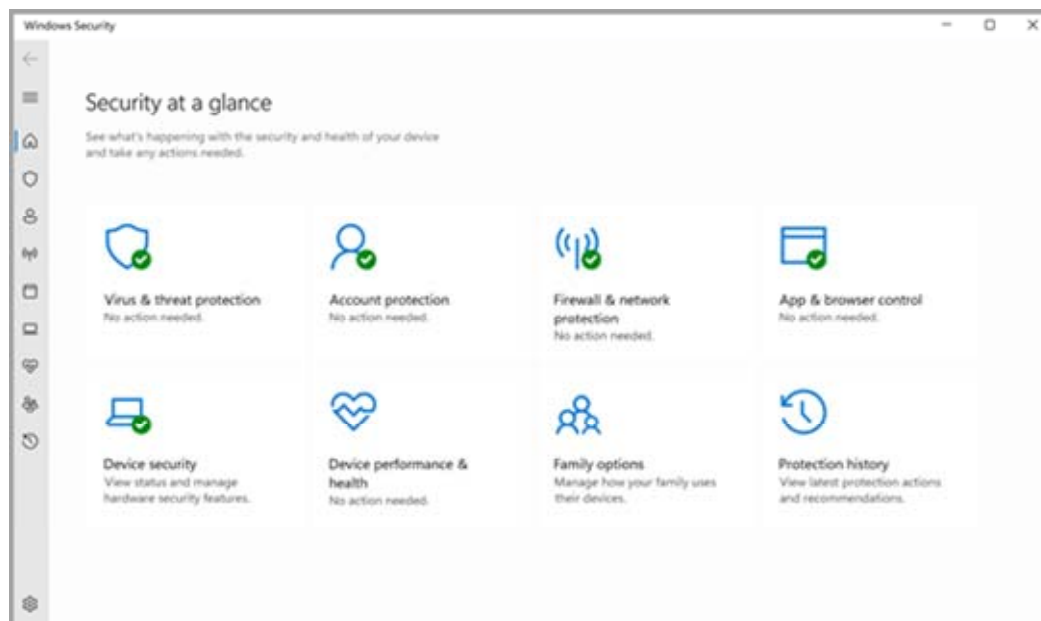 Windows Security
Security at a glance
See what's happening with the security and health of your device
and take any actions needed.
Virus & threat protection
No action needed.
Account protection
No action needed.
Firewall & network
protection
No action needed.
App & browser control
No action needed.
Device security
View status and manage
hardware security features.
Device performance &
health
No action needed.
Family options
Manage how your family uses
their devices.
Protection history
View latest protection actions
and recommendations.